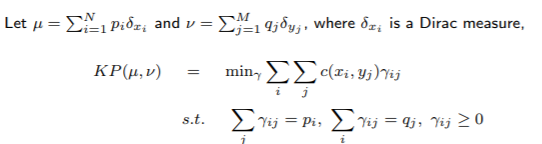 Let μ = ∑_{i=1}^{N} p_i δ_{x_i} and ν = ∑_{j=1}^{M} q_j δ_{y_j}, where δ_{x_i} is a Dirac measure,
KP(μ, ν) = min_γ ∑_i ∑_j c(x_i, y_j)γ_{ij}
s.t. ∑_j γ_{ij} = p_i, ∑_i γ_{ij} = q_j, γ_{ij} ≥ 0